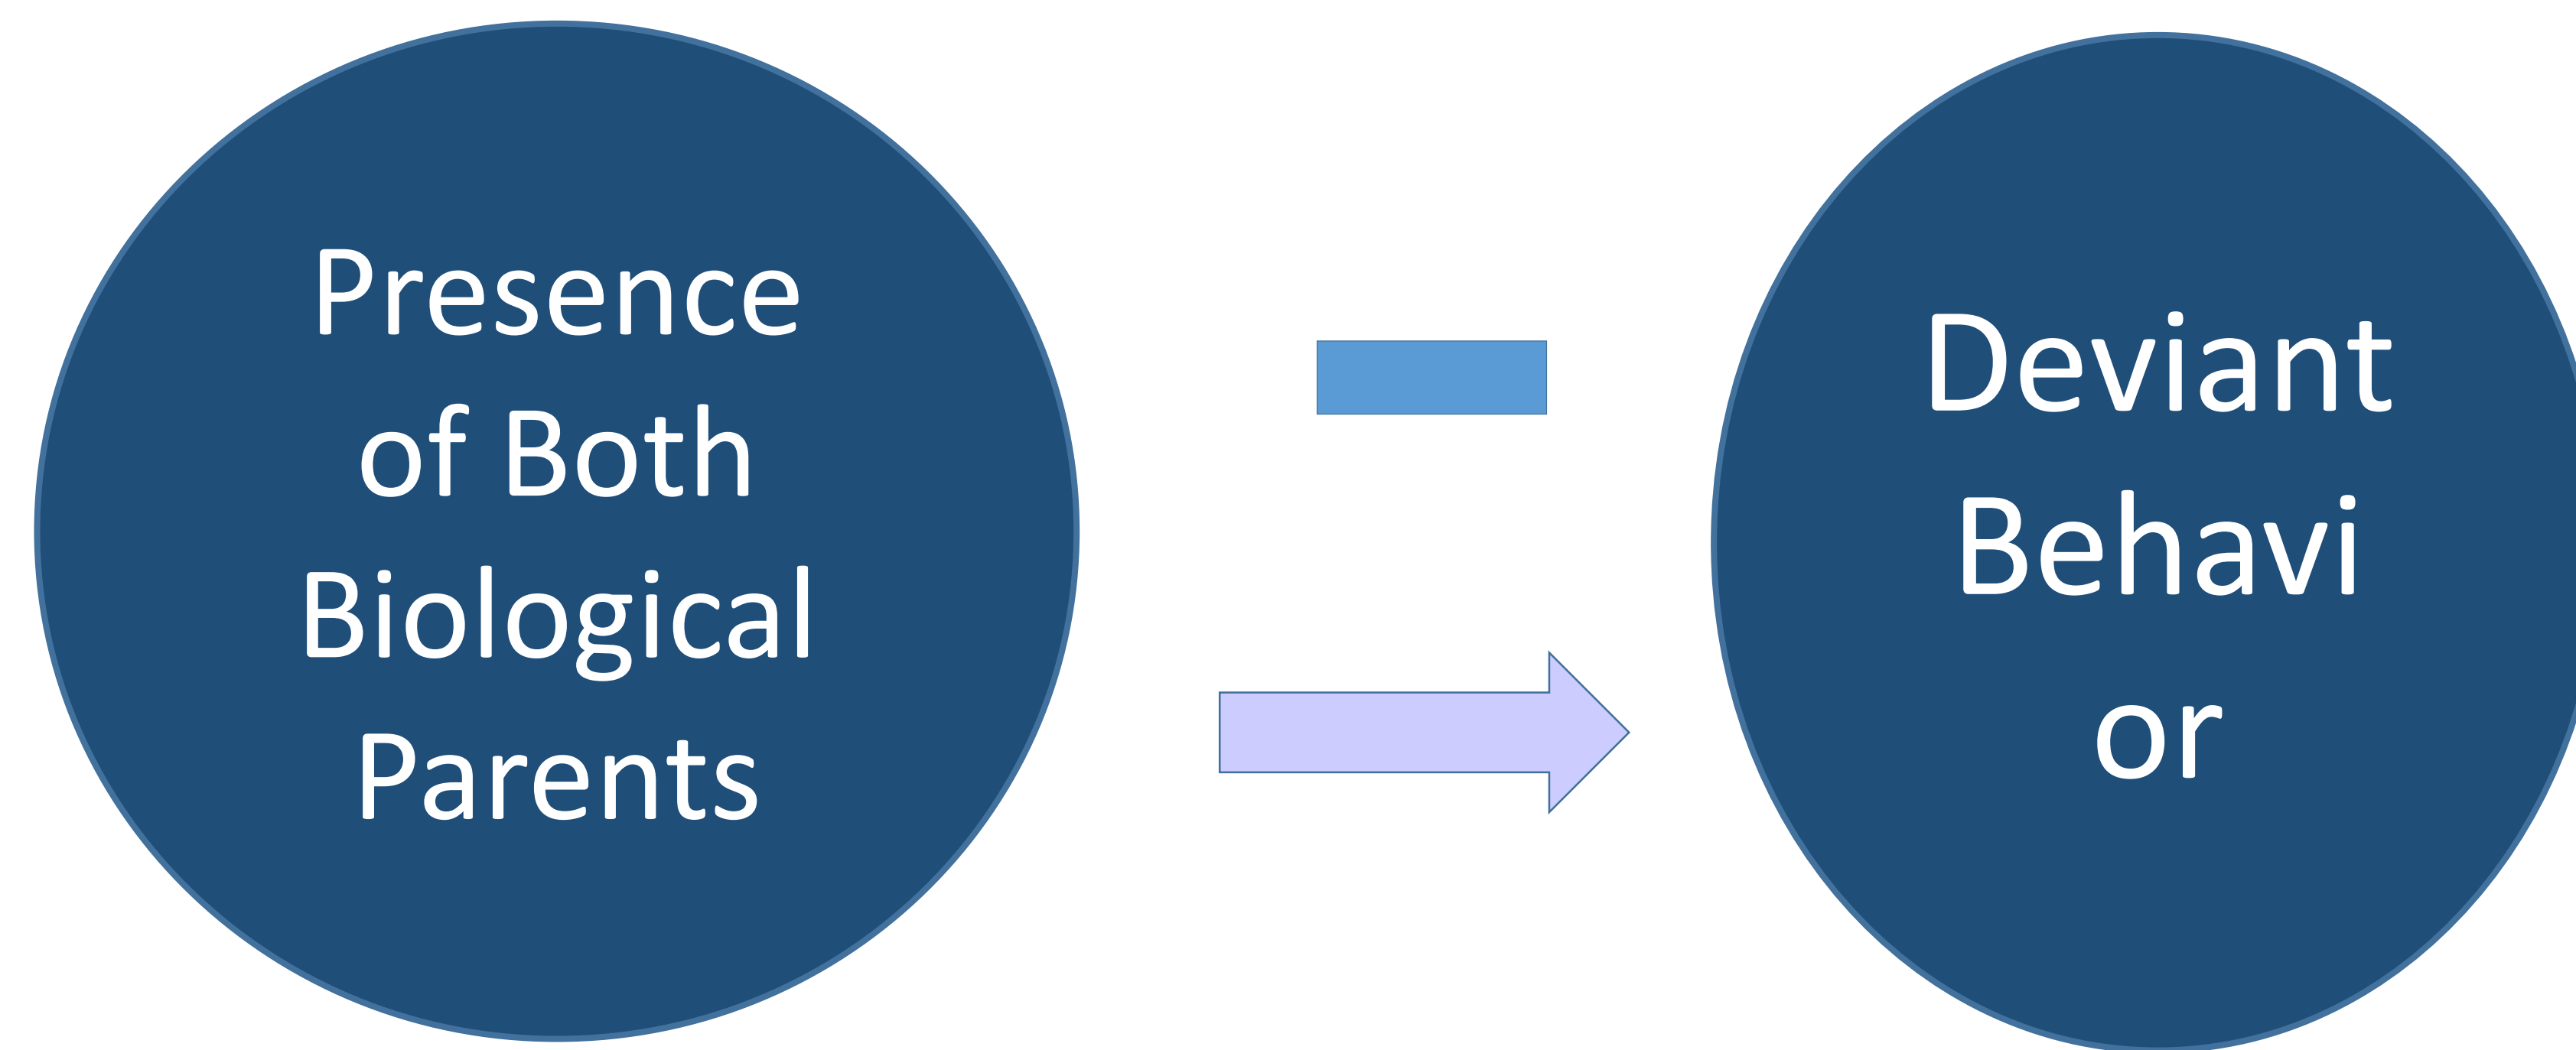 Presence
of Both
Biological
Parents
Deviant
Behavi
or